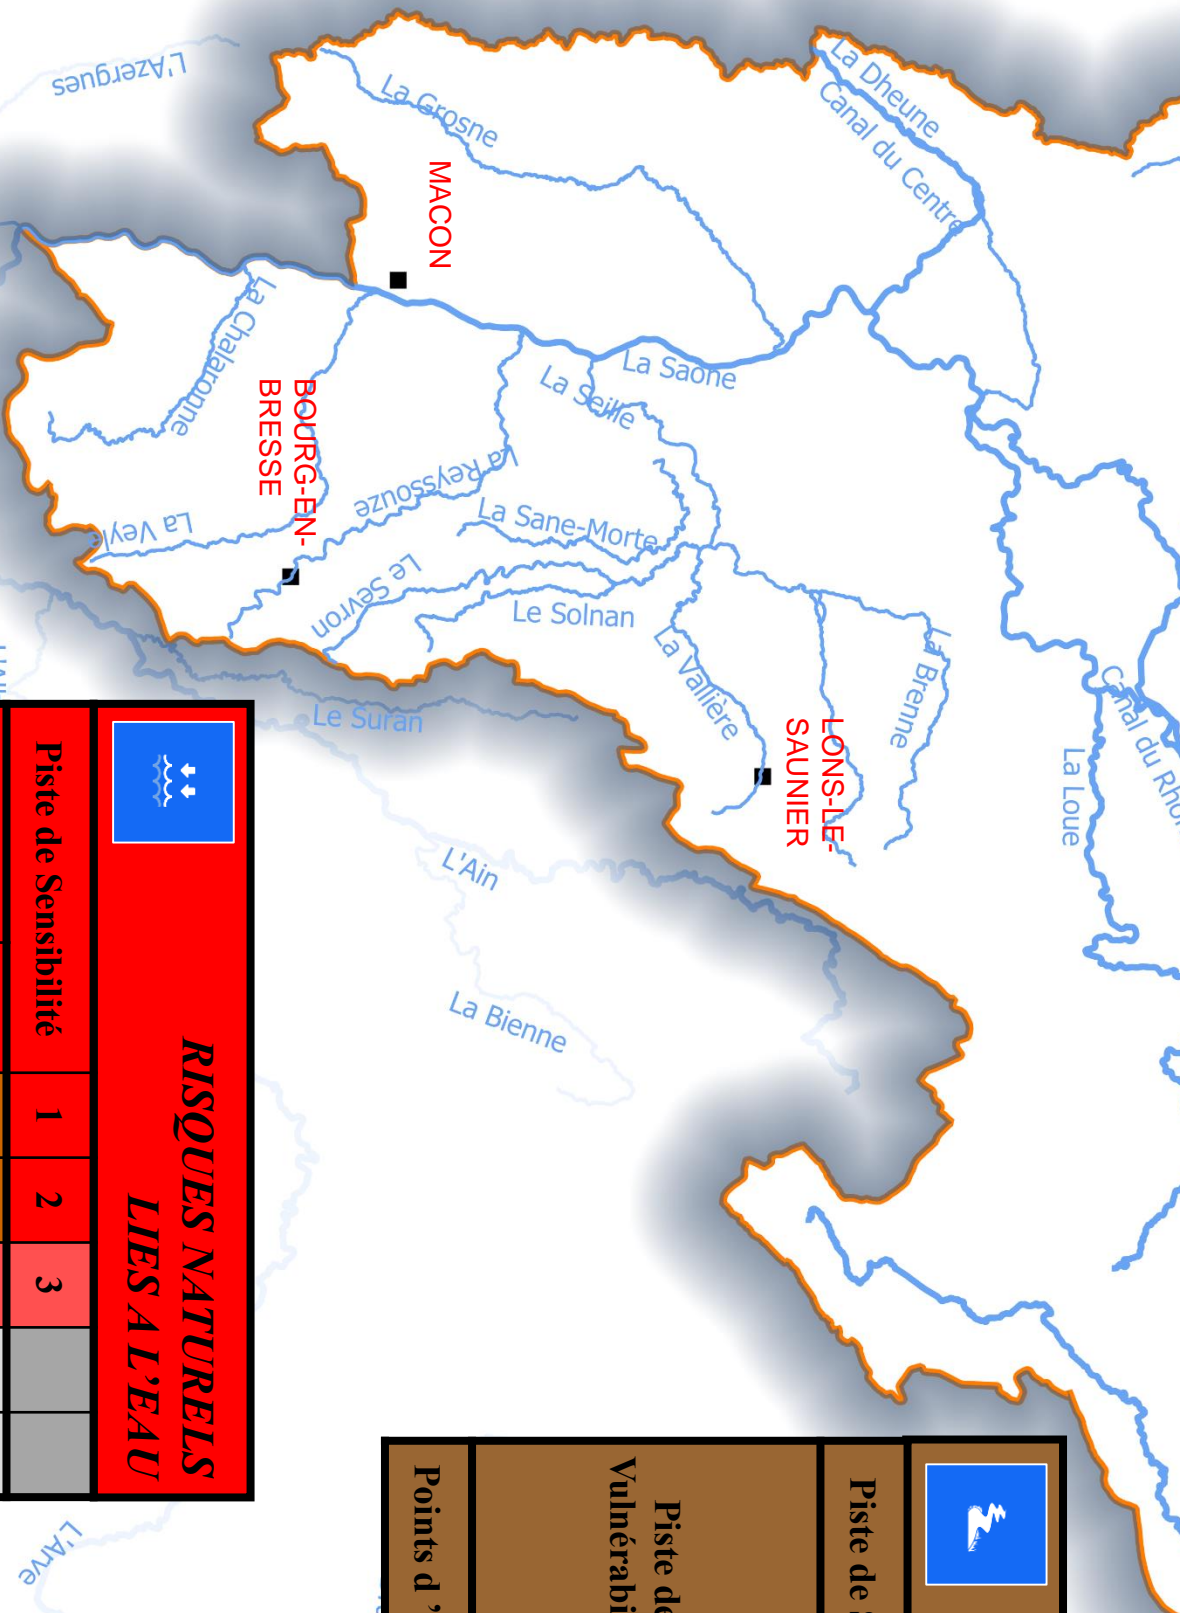 L'Azergues
La Grosne
La Dheune
Canal du Centre
MACON
La Chalaronne
La Saone
La Seille
BOURG-EN-
BRESSE
La Reyssouze
La Veyl
La Sane-Morte
Le Sevron
Le Solnan
La Vallière
La Brenne
LONS-LE-
SAUNIER
Canal du Rhô
La Loue
Le Suran
L'Ain
La Bienne
L'Arve
RISQUES NATURELS
LIES A L'EAU
Piste de Sensibilité
1
2
3
Piste de S
Piste de
Vulnérabi
Points d '